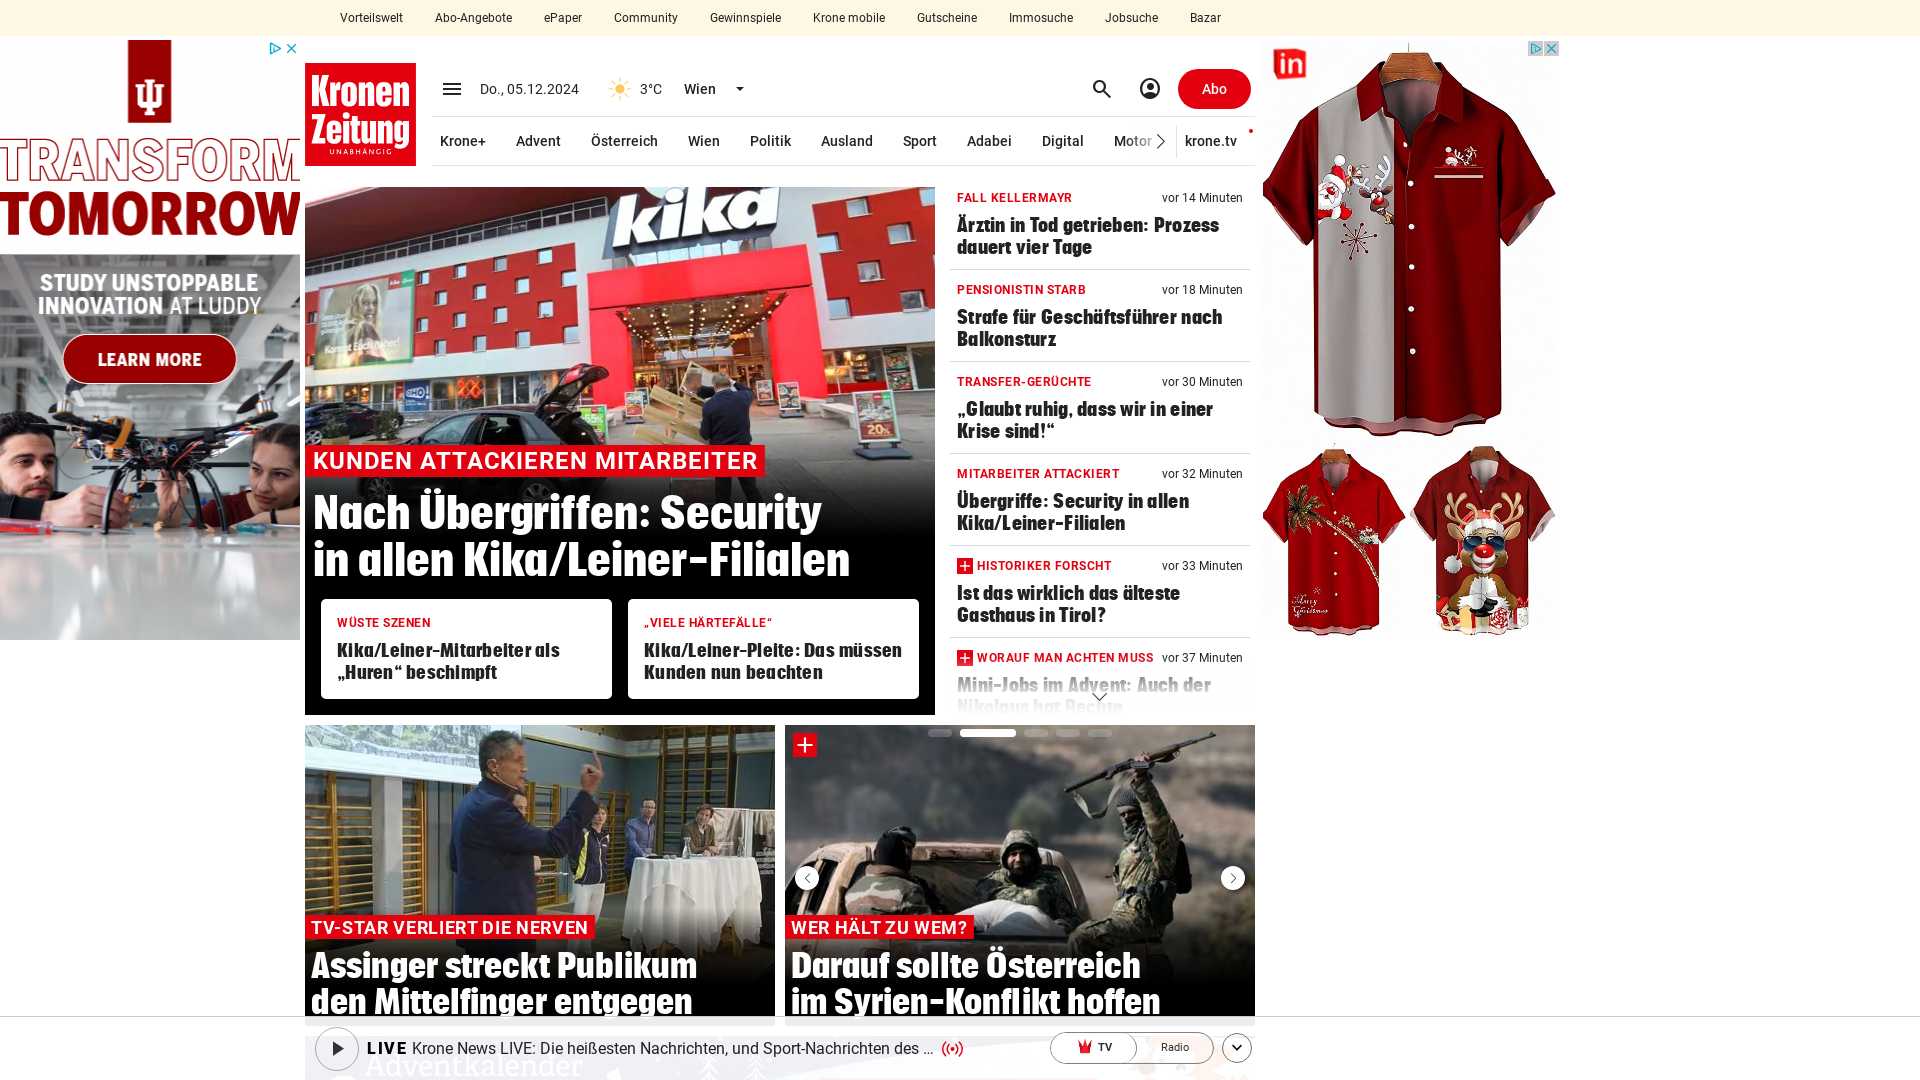 Vorteilswelt Abo-Angebote ePaper Community Gewinnspiele Krone mobile Gutscheine Immosuche Jobsuche Bazar
TRANSFORM
TOMORROW
STUDY UNSTOPPABLE
INNOVATION AT LUDDY
LEARN MORE
Kronen
Zeitung
UNABHÄNGIG
Do., 05.12.2024 3°C Wien Abo
Krone+ Advent Österreich Wien Politik Ausland Sport Adabei Digital Motor krone.tv
in
kika
20%
KUNDEN ATTACKIEREN MITARBEITER
Nach Übergriffen: Security
in allen Kika/Leiner-Filialen
WÜSTE SZENEN
Kika/Leiner-Mitarbeiter als
„Huren“ beschimpft
„VIELE HÄRTEFÄLLE“
Kika/Leiner-Pleite: Das müssen
Kunden nun beachten
FALL KELLERMAYR vor 14 Minuten
Ärztin in Tod getrieben: Prozess
dauert vier Tage
PENSIONISTIN STARB vor 18 Minuten
Strafe für Geschäftsführer nach
Balkonsturz
TRANSFER-GERÜCHTE vor 30 Minuten
„Glaubt ruhig, dass wir in einer
Krise sind!“
MITARBEITER ATTACKIERT vor 32 Minuten
Übergriffe: Security in allen
Kika/Leiner-Filialen
HISTORIKER FORSCHT vor 33 Minuten
Ist das wirklich das älteste
Gasthaus in Tirol?
WORAUF MAN ACHTEN MUSS vor 37 Minuten
Mini-Jobs im Advent: Auch der
Nikolaus hat Rechte
Merry
Christmas
TV-STAR VERLIERT DIE NERVEN
Assinger streckt Publikum
den Mittelfinger entgegen
WER HÄLT ZU WEM?
Darauf sollte Österreich
im Syrien-Konflikt hoffen
LIVE Krone News LIVE: Die heißesten Nachrichten, und Sport-Nachrichten des ... TV Radio
Adventkalender